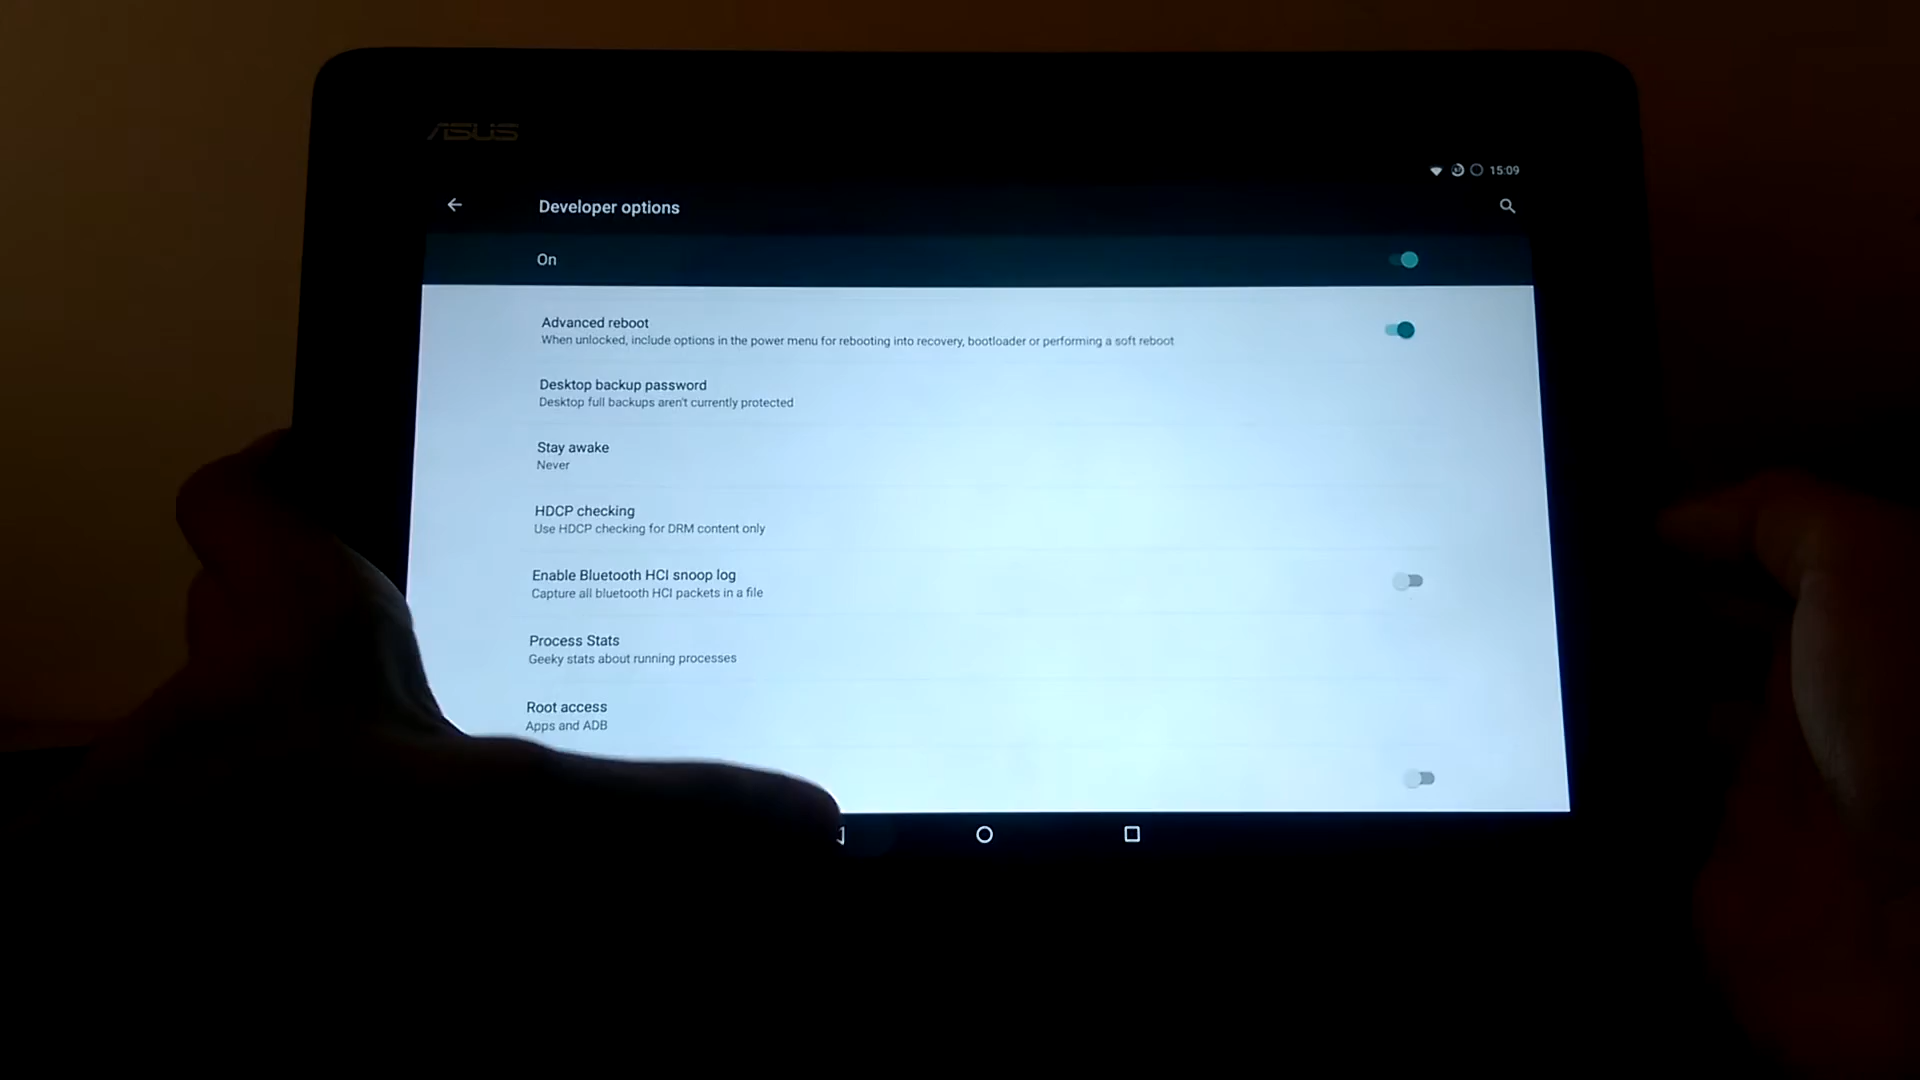 ASUS
15:09
Developer options
On
Advanced reboot
When unlocked, include options in the power menu for rebooting into recovery, bootloader or performing a soft reboot
Desktop backup password
Desktop full backups aren't currently protected
Stay awake
Never
HDCP checking
Use HDCP checking for DRM content only
Enable Bluetooth HCI snoop log
Capture all bluetooth HCI packets in a file
Process Stats
Geeky stats about running processes
Root access
Apps and ADB